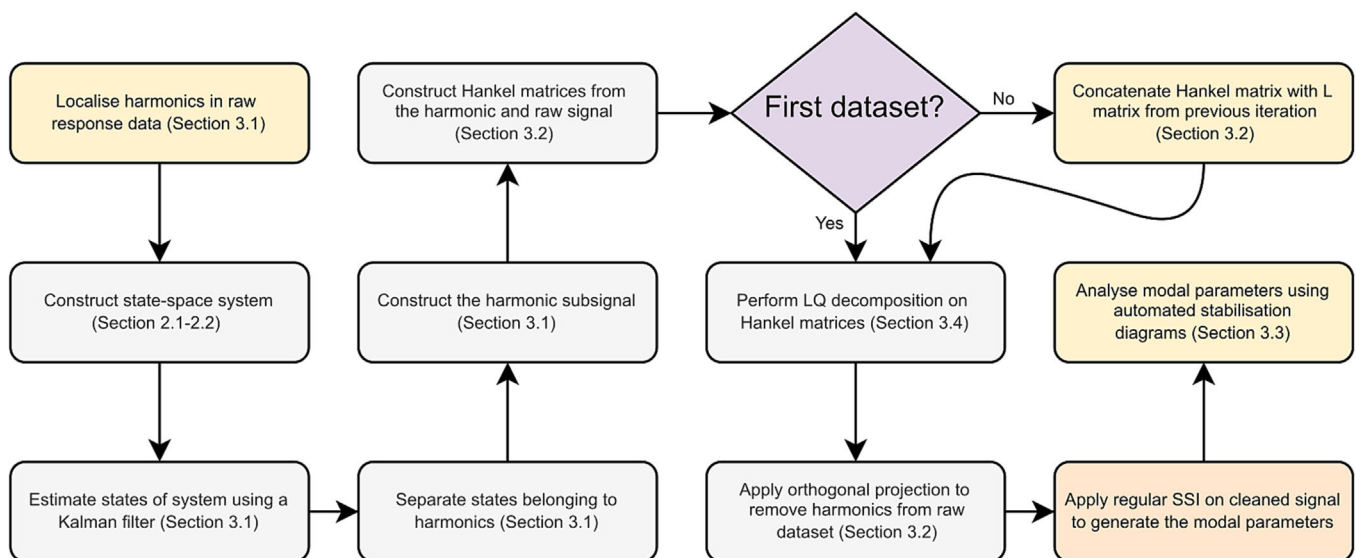 Localise harmonics in raw
response data (Section 3.1)
Construct state-space system
(Section 2.1-2.2)
Estimate states of system using a
Kalman filter (Section 3.1)
Separate states belonging to
harmonics (Section 3.1)
Construct the harmonic subsignal
(Section 3.1)
Construct Hankel matrices from
the harmonic and raw signal
(Section 3.2)
First dataset?
No
Concatenate Hankel matrix with L
matrix from previous iteration
(Section 3.2)
Yes
Perform LQ decomposition on
Hankel matrices (Section 3.4)
Apply orthogonal projection to
remove harmonics from raw
dataset (Section 3.2)
Apply regular SSI on cleaned signal
to generate the modal parameters
Analyse modal parameters using
automated stabilisation
diagrams (Section 3.3)